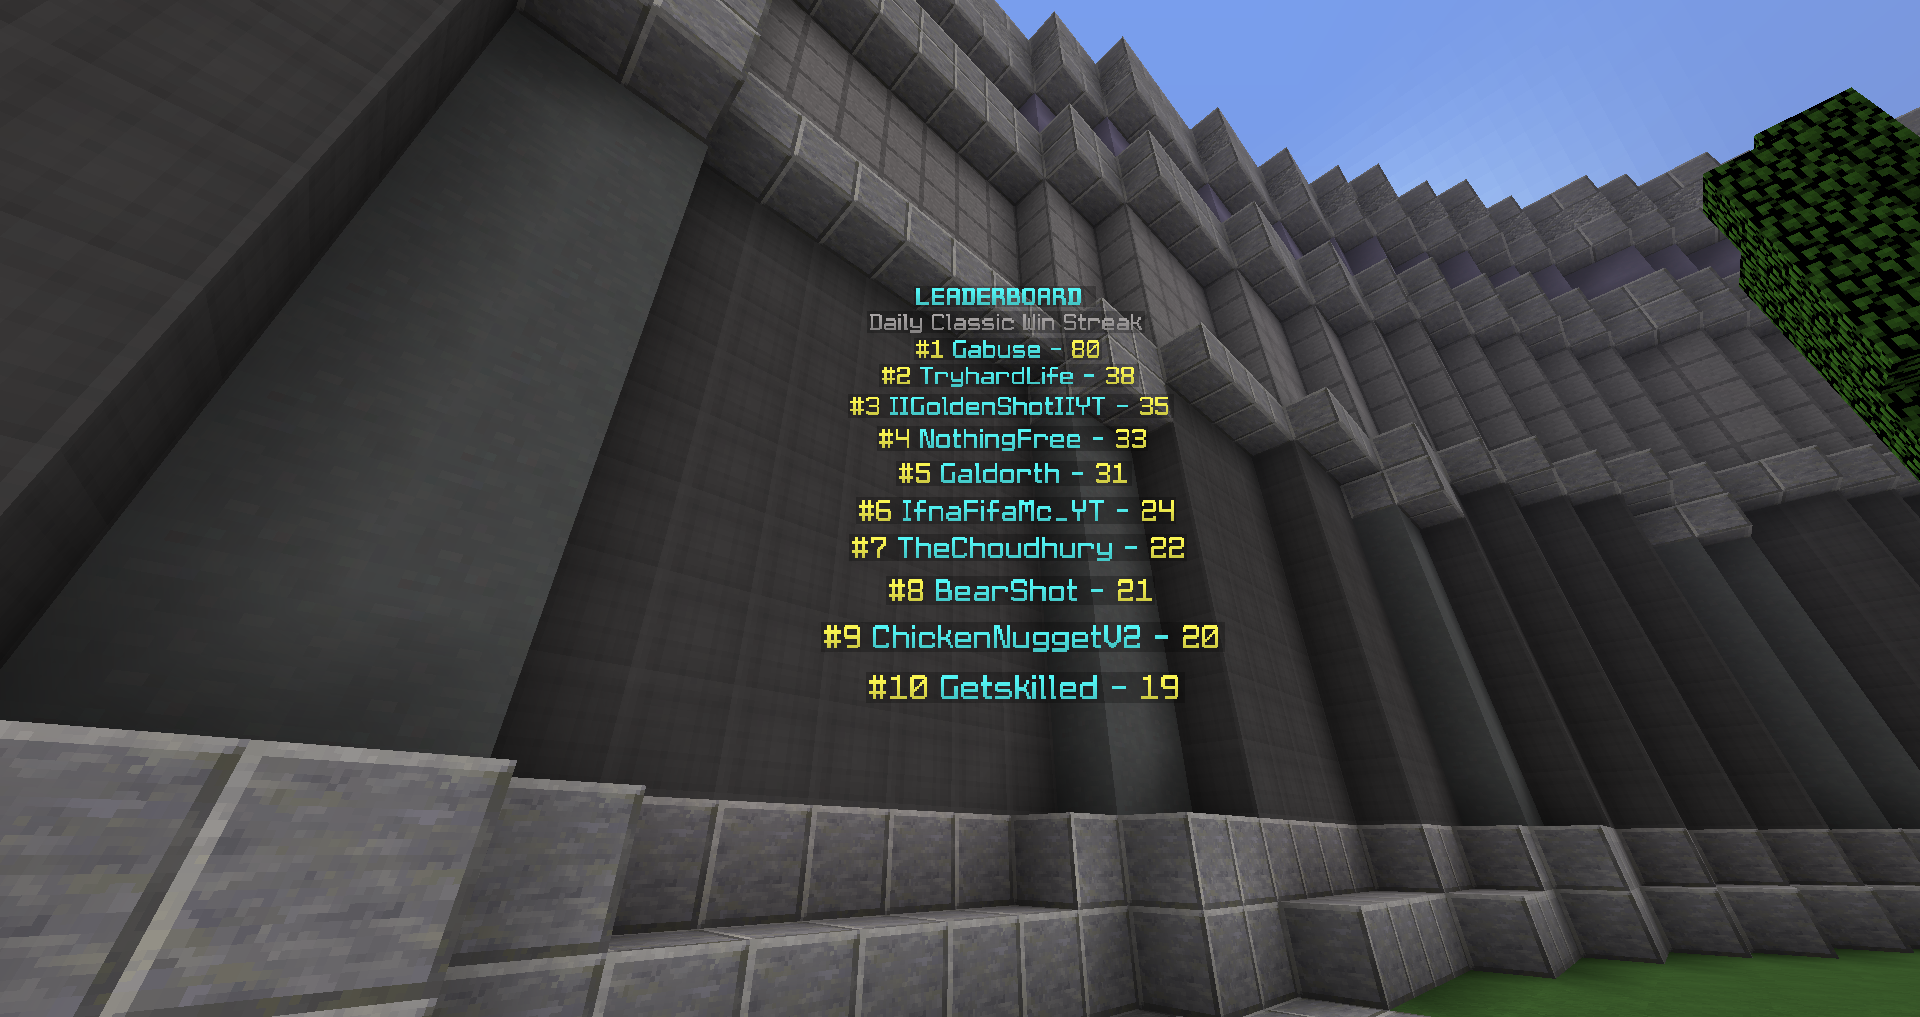 LEADERBOARD
Daily Classic Win Streak
#1 Gabuse - 80
#2 TryhardLife - 38
#3 IIGoldenShotIIYT - 35
#4 NothingFree - 33
#5 Galdorth - 31
#6 IfnaFifaMc_YT - 24
#7 TheChoudhury - 22
#8 BearShot - 21
#9 ChickenNuggetV2 - 20
#10 Getskilled - 19